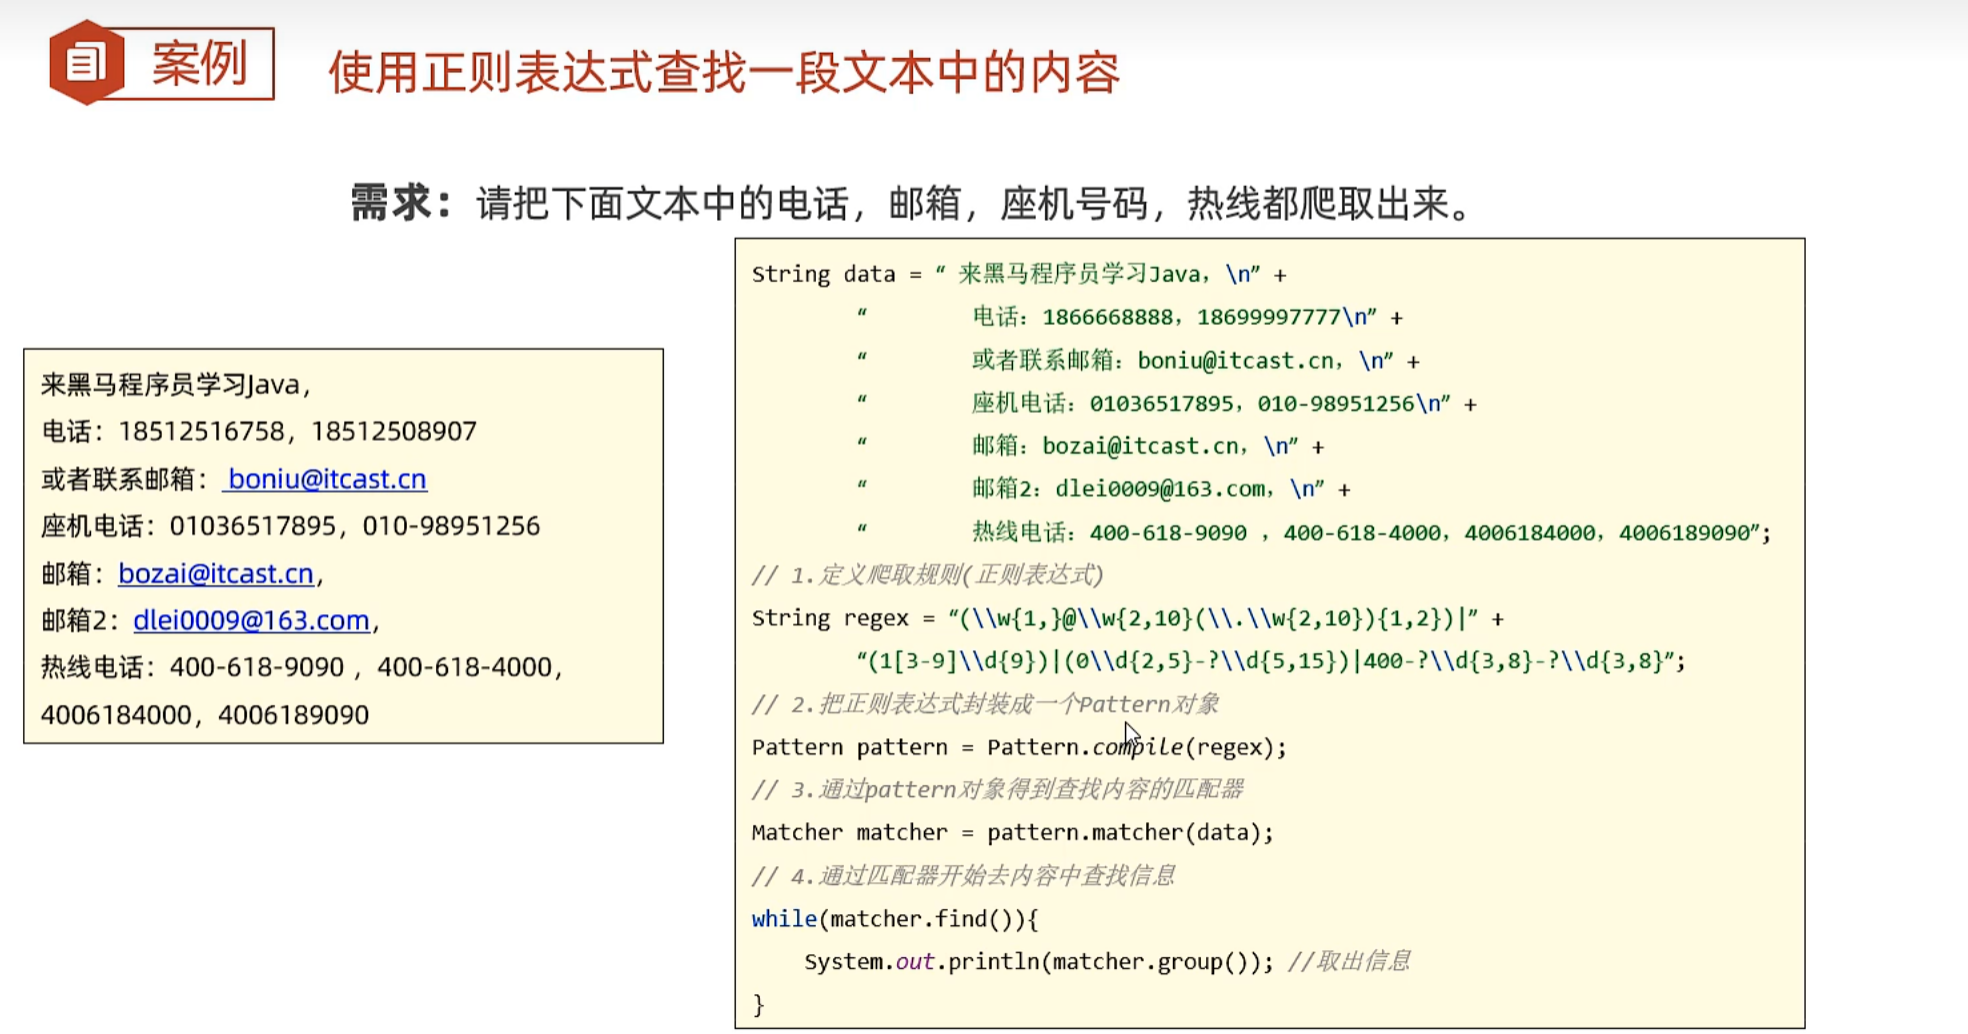 案例
使用正则表达式查找一段文本中的内容
需求：请把下面文本中的电话，邮箱，座机号码，热线都爬取出来。
来黑马程序员学习Java，
电话：18512516758，18512508907
或者联系邮箱： boniu@itcast.cn
座机电话：01036517895，010-98951256
邮箱：bozai@itcast.cn，
邮箱2：dlei0009@163.com，
热线电话：400-618-9090 ，400-618-4000，
4006184000，4006189090
String data = “ 来黑马程序员学习Java，\n” +
“        电话：1866668888，18699997777\n” +
“        或者联系邮箱：boniu@itcast.cn，\n” +
“        座机电话：01036517895，010-98951256\n” +
“        邮箱：bozai@itcast.cn，\n” +
“        邮箱2：dlei0009@163.com，\n” +
“        热线电话：400-618-9090 ，400-618-4000，4006184000，4006189090”;
// 1.定义爬取规则(正则表达式)
String regex = “(\\w{1,}@\\w{2,10}(\\.\\w{2,10}){1,2})|” +
“(1[3-9]\\d{9})|(0\\d{2,5}-?\\d{5,15})|400-?\\d{3,8}-?\\d{3,8}”;
// 2.把正则表达式封装成一个Pattern对象
Pattern pattern = Pattern.compile(regex);
// 3.通过pattern对象得到查找内容的匹配器
Matcher matcher = pattern.matcher(data);
// 4.通过匹配器开始去内容中查找信息
while(matcher.find()){
    System.out.println(matcher.group()); //取出信息
}